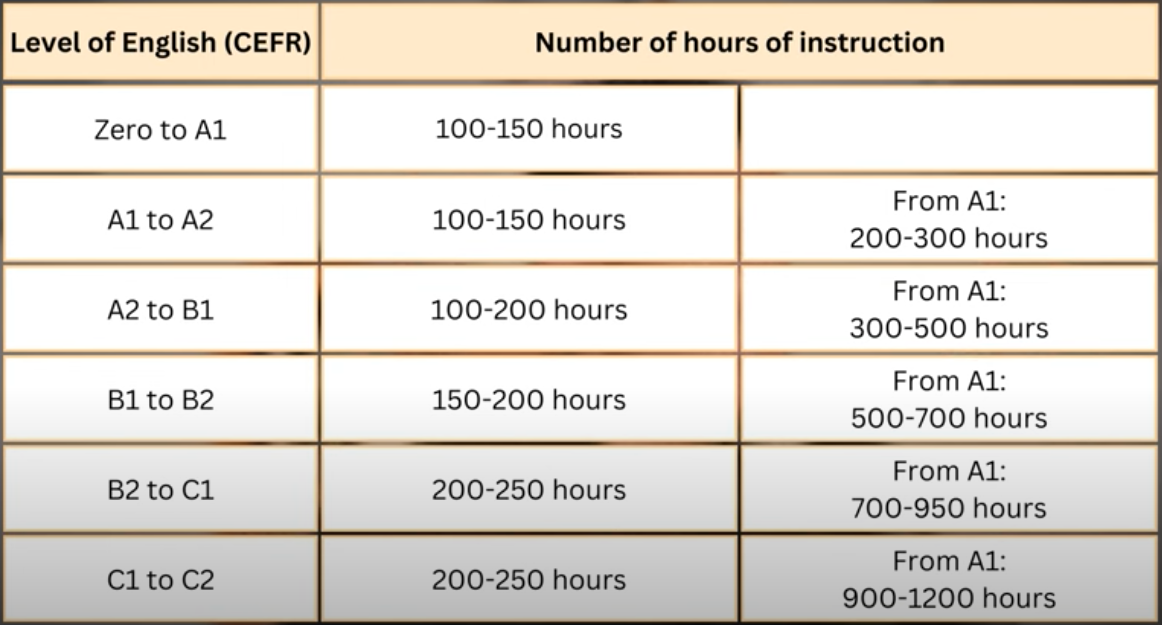 Level of English (CEFR)
Number of hours of instruction
Zero to A1
100-150 hours
A1 to A2
100-150 hours
From A1:
200-300 hours
A2 to B1
100-200 hours
From A1:
300-500 hours
B1 to B2
150-200 hours
From A1:
500-700 hours
B2 to C1
200-250 hours
From A1:
700-950 hours
C1 to C2
200-250 hours
From A1:
900-1200 hours